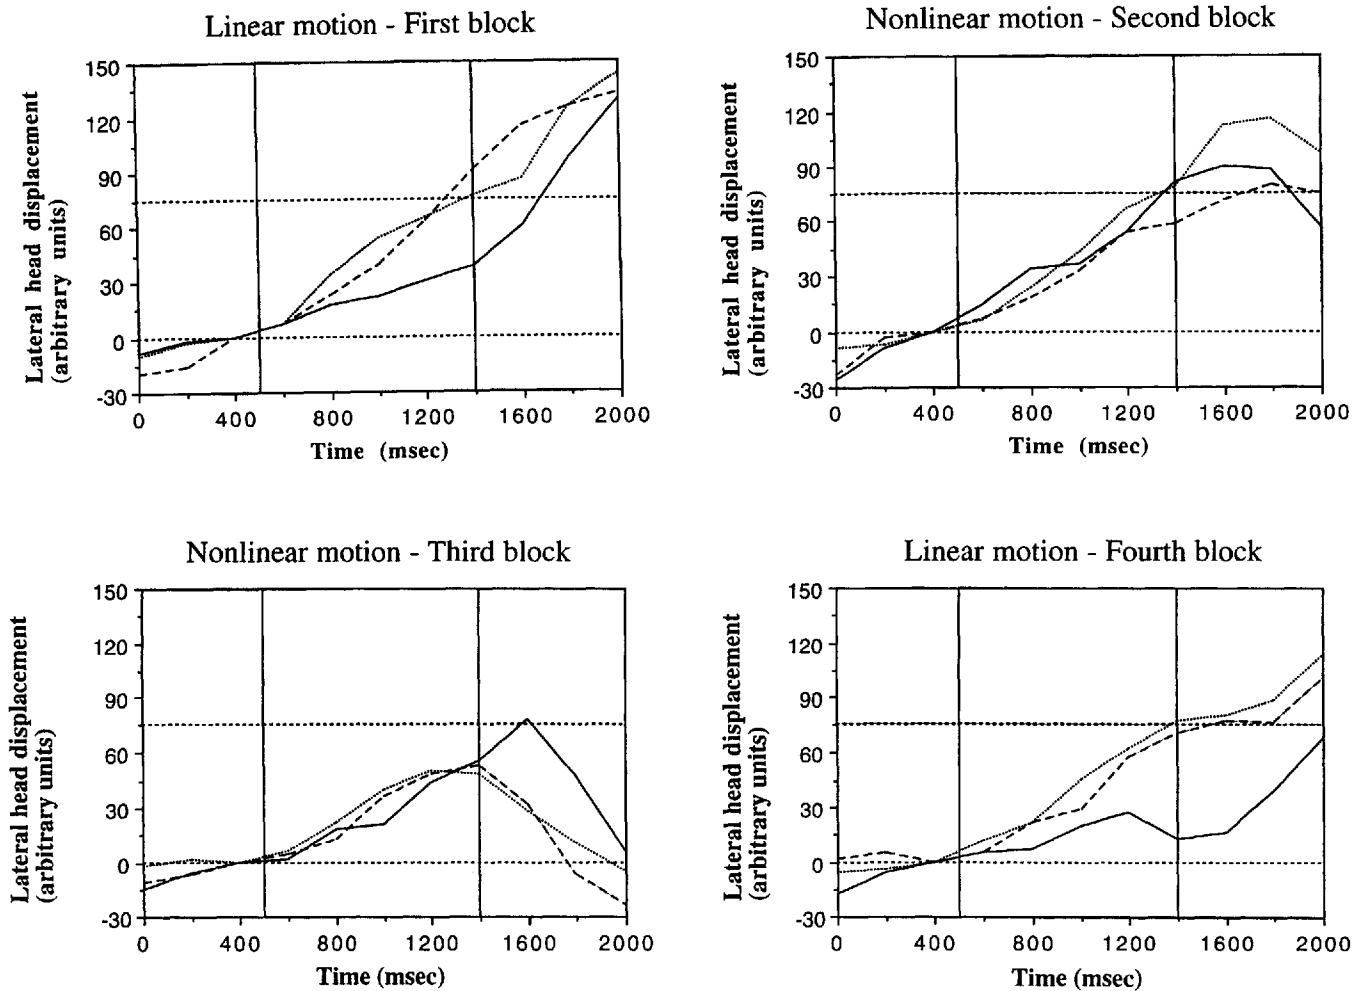 Linear motion - First block
150
120
90
60
30
0
-30
Lateral head displacement
(arbitrary units)
0 400 800 1200 1600 2000
Time (msec)
Nonlinear motion - Second block
150
120
90
60
30
0
-30
Lateral head displacement
(arbitrary units)
0 400 800 1200 1600 2000
Time (msec)
Nonlinear motion - Third block
150
120
90
60
30
0
-30
Lateral head displacement
(arbitrary units)
0 400 800 1200 1600 2000
Time (msec)
Linear motion - Fourth block
150
120
90
60
30
0
-30
Lateral head displacement
(arbitrary units)
0 400 800 1200 1600 2000
Time (msec)